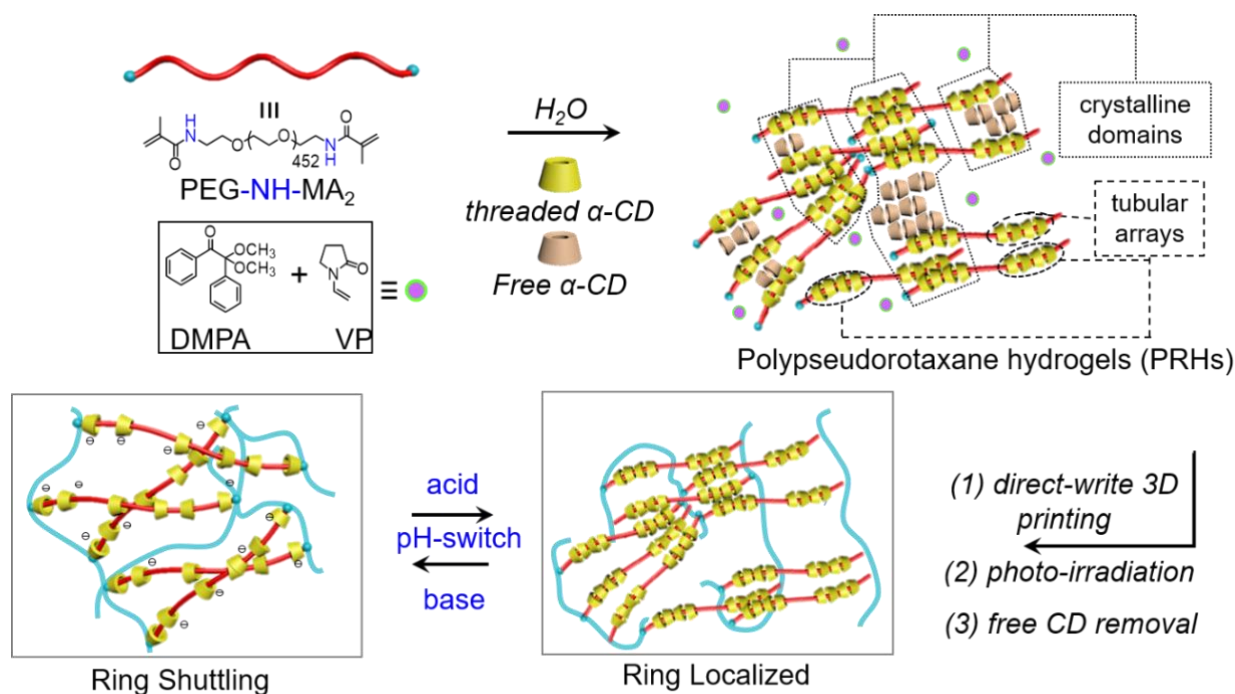 H
N
O
O
O
452
N
H
O
PEG-NH-MA₂
O
OCH₃
OCH₃
+
N
O
≡
DMPA
VP
H₂O
threaded α-CD
Free α-CD
crystalline
domains
tubular
arrays
Polypseudorotaxane hydrogels (PRHs)
Ring Shuttling
acid
pH-switch
base
Ring Localized
(1) direct-write 3D
printing
(2) photo-irradiation
(3) free CD removal